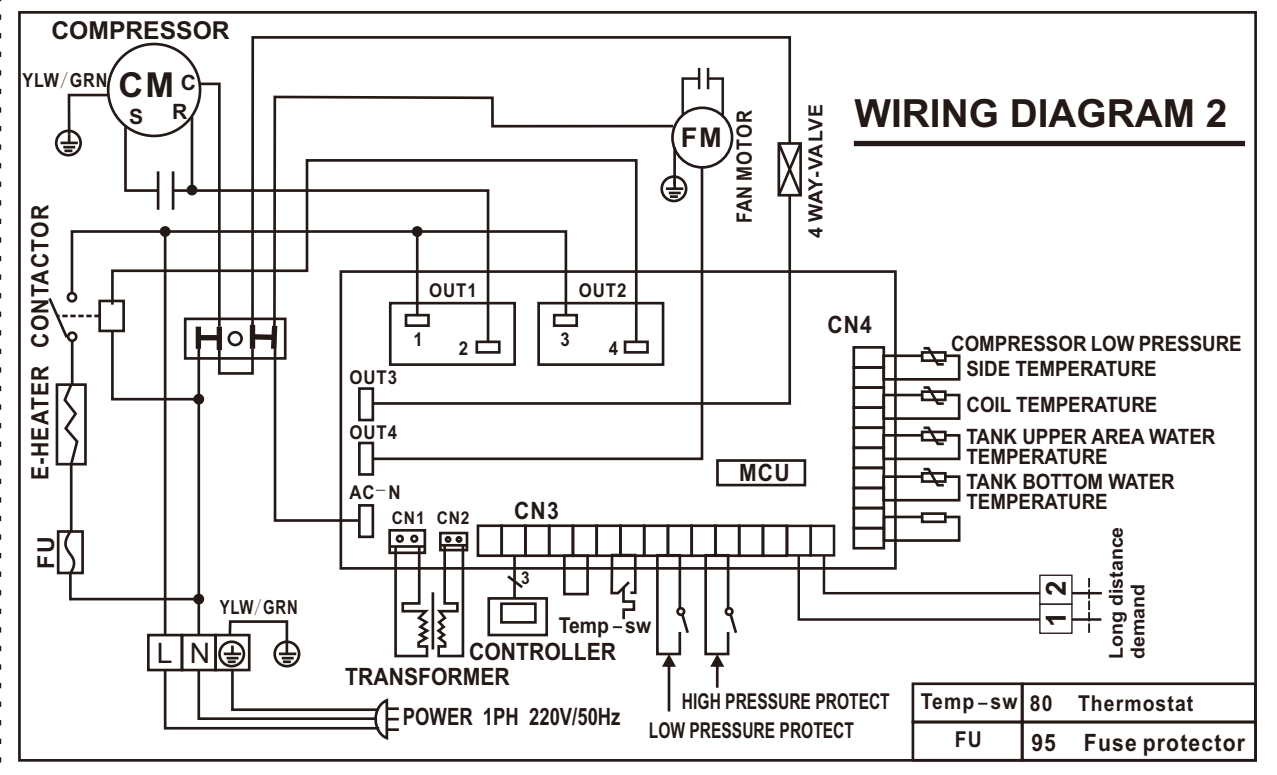 COMPRESSOR
YLW/GRN
CM
C
S
R
WIRING DIAGRAM 2
FM
FAN MOTOR
4 WAY-VALVE
E-HEATER CONTACTOR
OUT1
OUT2
1
2
3
4
OUT3
OUT4
AC-N
CN1
CN2
CN3
CN4
MCU
COMPRESSOR LOW PRESSURE
SIDE TEMPERATURE
COIL TEMPERATURE
TANK UPPER AREA WATER
TEMPERATURE
TANK BOTTOM WATER
TEMPERATURE
FU
YLW/GRN
L
N
3
Temp-sw
CONTROLLER
TRANSFORMER
2
1
Long distance
demand
HIGH PRESSURE PROTECT
LOW PRESSURE PROTECT
POWER 1PH 220V/50Hz
Temp-sw 80 Thermostat
FU 95 Fuse protector